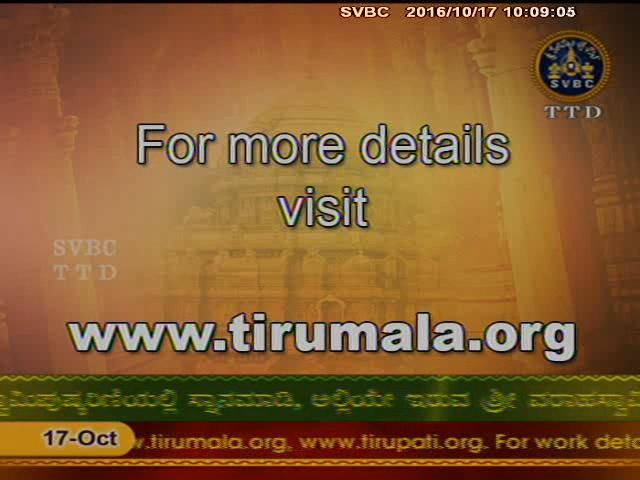 SVBC 2016/10/17 10:09:05
SVBC
TTD
For more details
visit
SVBC
TTD
www.tirumala.org
ಶ್ರೀ
17-Oct
w.tirumala.org, www.tirupati.org. For work deta